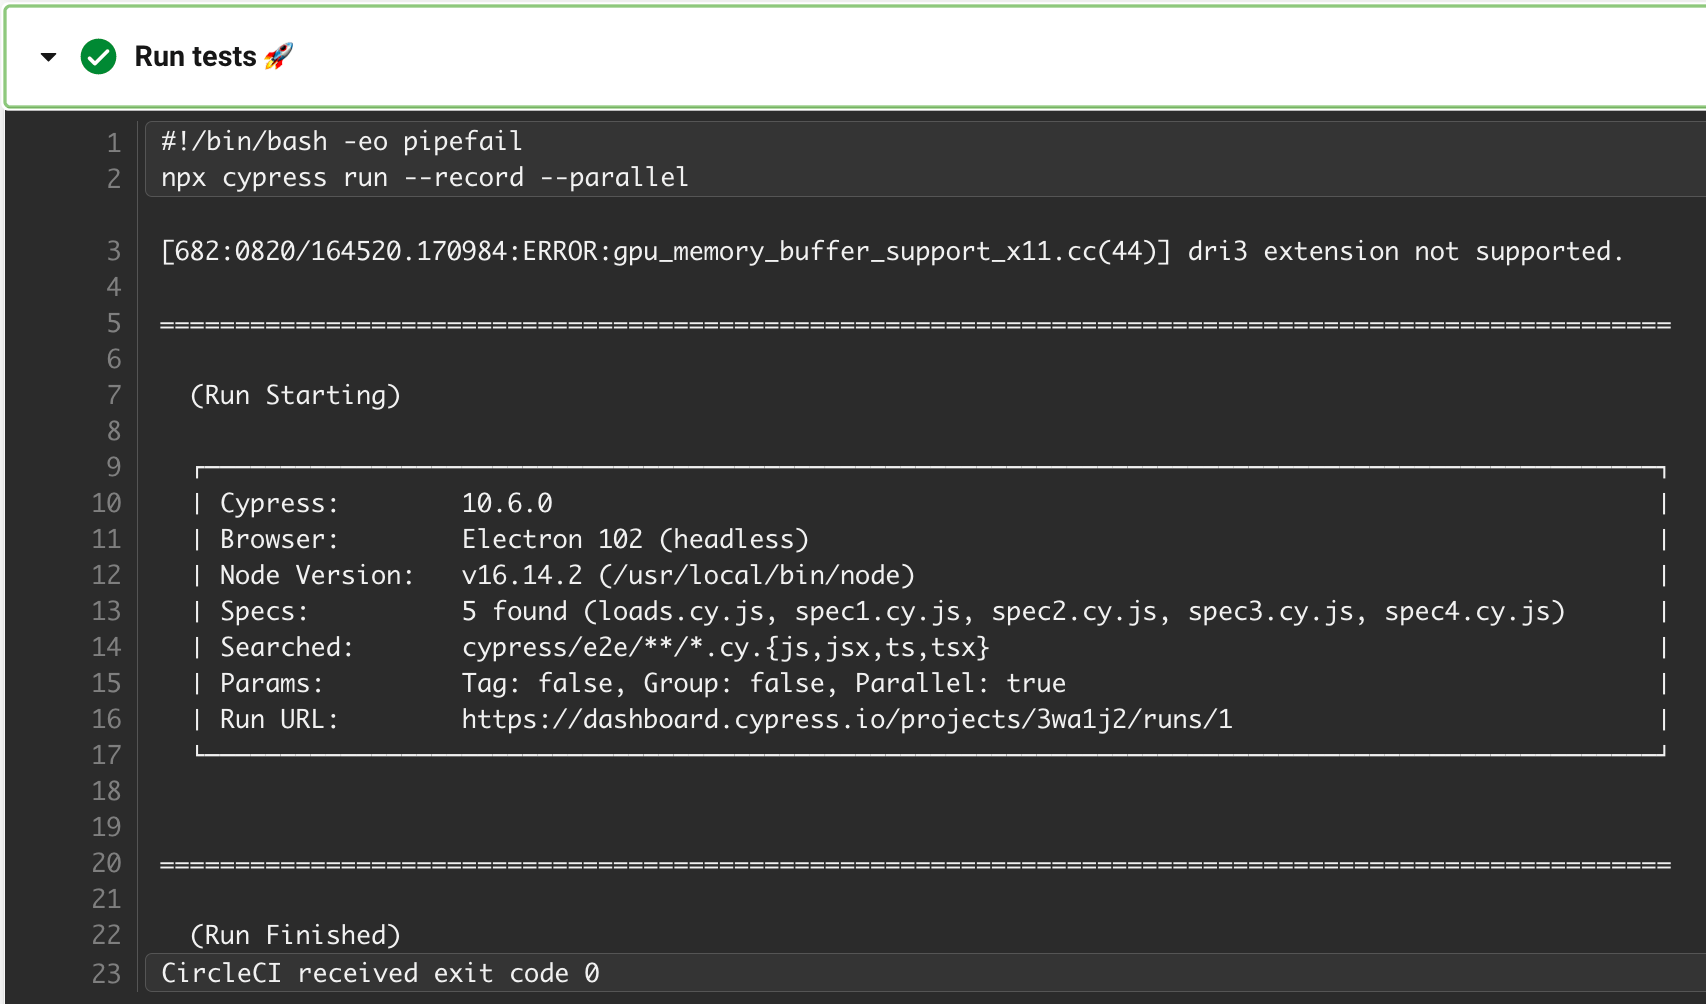 Run tests 🚀
1 #!/bin/bash -eo pipefail
2 npx cypress run --record --parallel
3 [682:0820/164520.170984:ERROR:gpu_memory_buffer_support_x11.cc(44)] dri3 extension not supported.
4
5 ====================================================================================================
6
7 (Run Starting)
8
9 ┌────────────────────────────────────────────────────────────────────────────────────────────────┐
10 | Cypress: 10.6.0 |
11 | Browser: Electron 102 (headless) |
12 | Node Version: v16.14.2 (/usr/local/bin/node) |
13 | Specs: 5 found (loads.cy.js, spec1.cy.js, spec2.cy.js, spec3.cy.js, spec4.cy.js) |
14 | Searched: cypress/e2e/**/*.cy.{js,jsx,ts,tsx} |
15 | Params: Tag: false, Group: false, Parallel: true |
16 | Run URL: https://dashboard.cypress.io/projects/3wa1j2/runs/1 |
17 └────────────────────────────────────────────────────────────────────────────────────────────────┘
18
19
20 ====================================================================================================
21
22 (Run Finished)
23 CircleCI received exit code 0